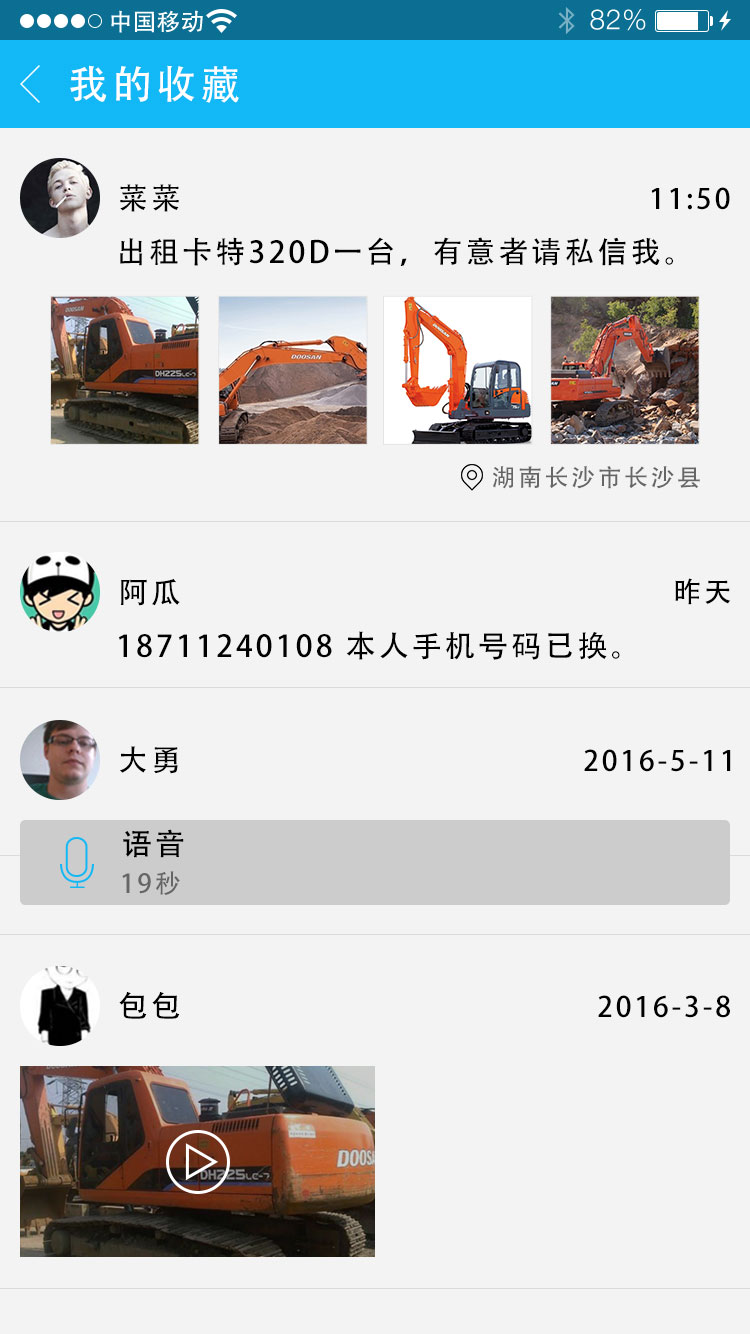 中国移动 82%
我的收藏
菜菜 11:50
出租卡特320D一台，有意者请私信我。
DOOSAN
DH225LC-7
DOOSAN
湖南长沙市长沙县
阿瓜 昨天
18711240108 本人手机号码已换。
大勇 2016-5-11
语音
19秒
包包 2016-3-8
DOOSA
DH225LC-7